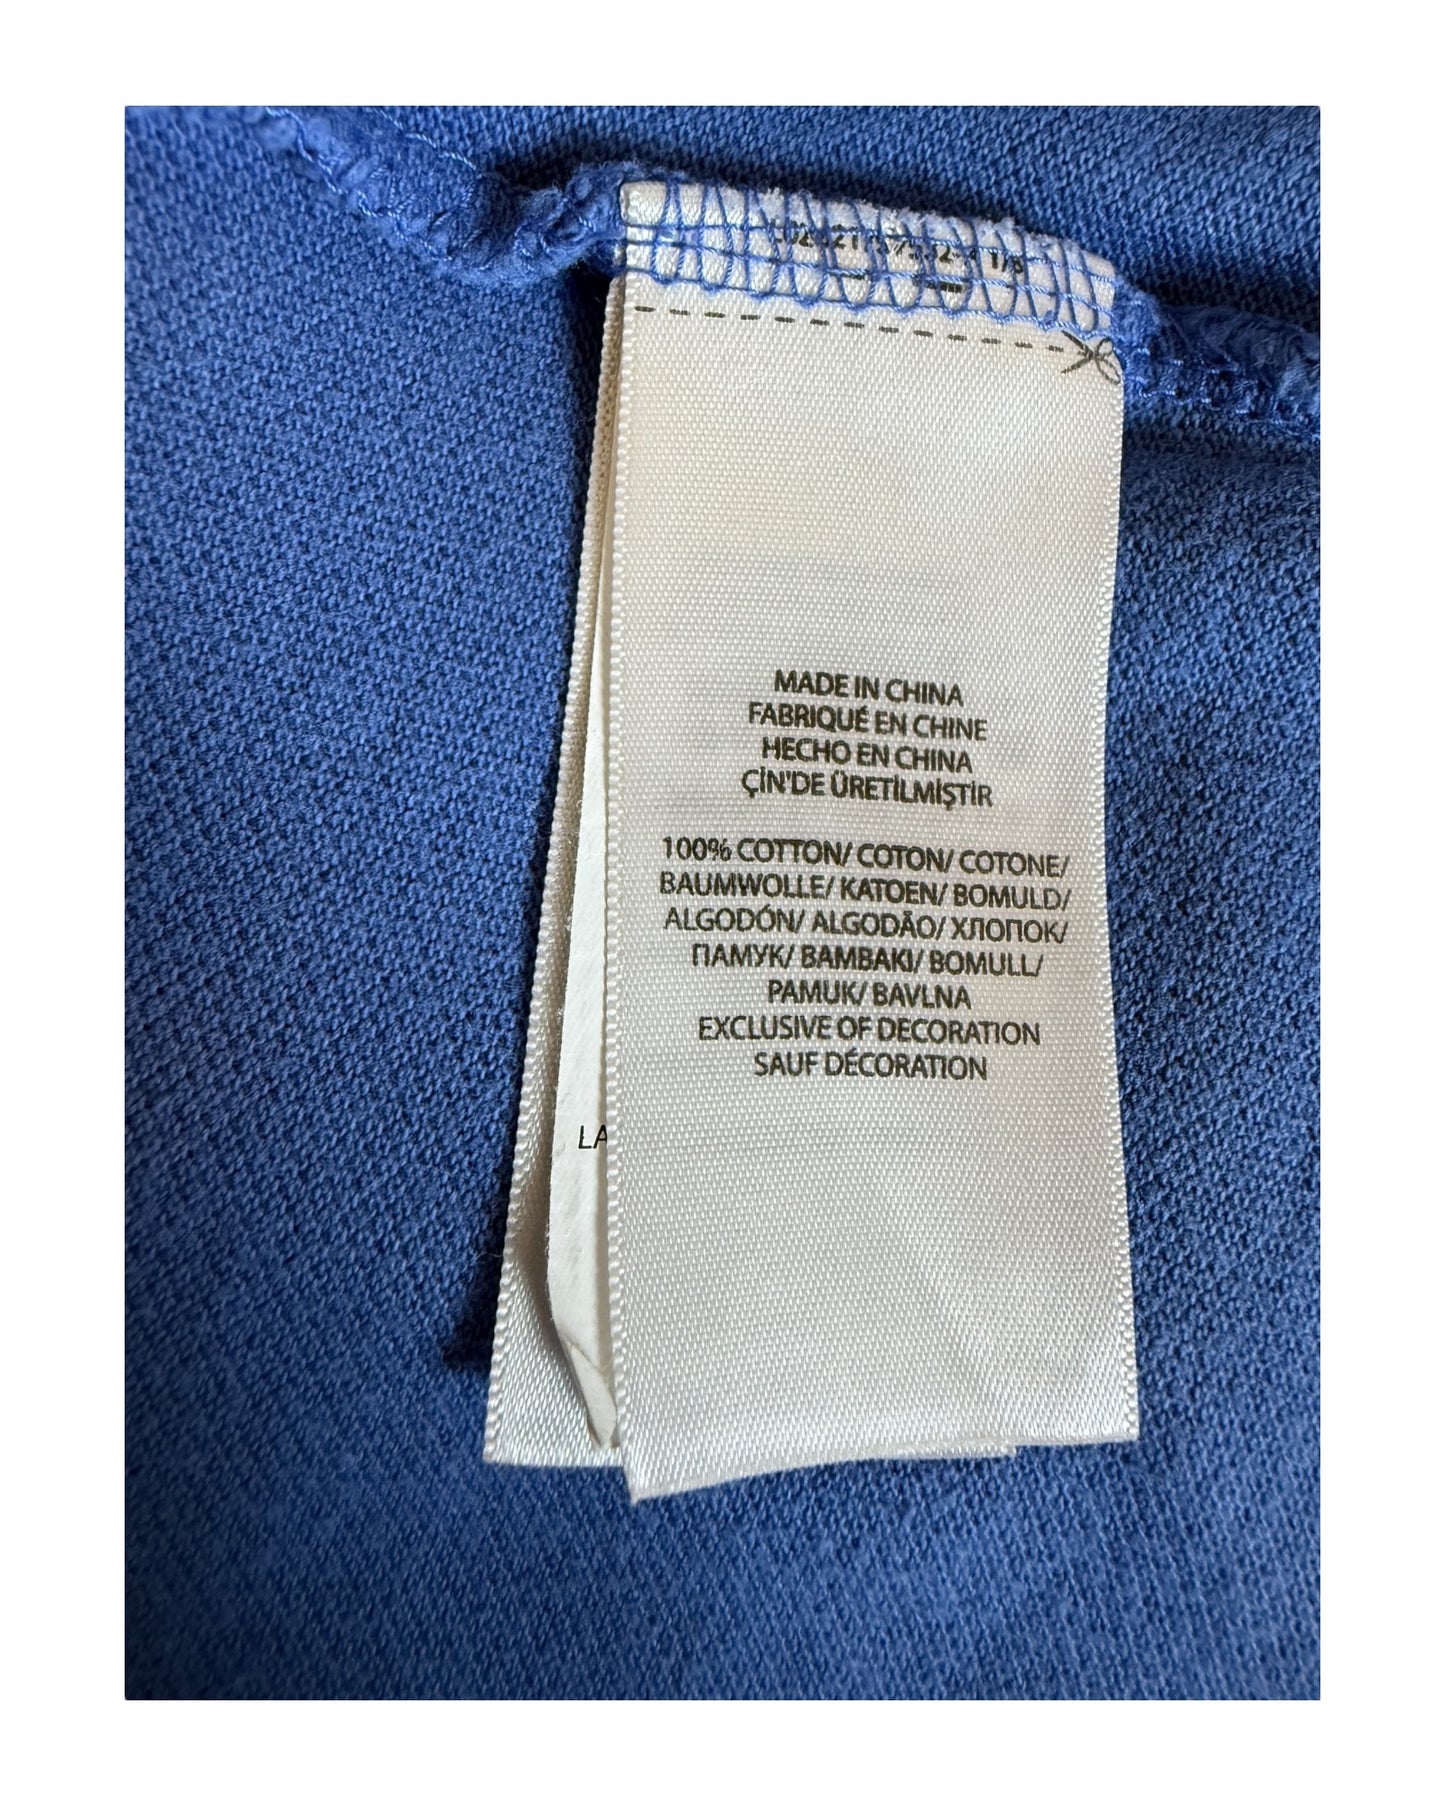 MADE IN CHINA
FABRIQUÉ EN CHINE
HECHO EN CHINA
ÇİN'DE ÜRETİLMİŞTİR
100% COTTON/ COTON/ COTONE/
BAUMWOLLE/ KATOEN/ BOMULD/
ALGODÓN/ ALGODÃO/ ХЛОПОК/
ПАМУК/ BAMBAKI/ BOMULL/
PAMUK/ BAVLNA
EXCLUSIVE OF DECORATION
SAUF DÉCORATION
LA